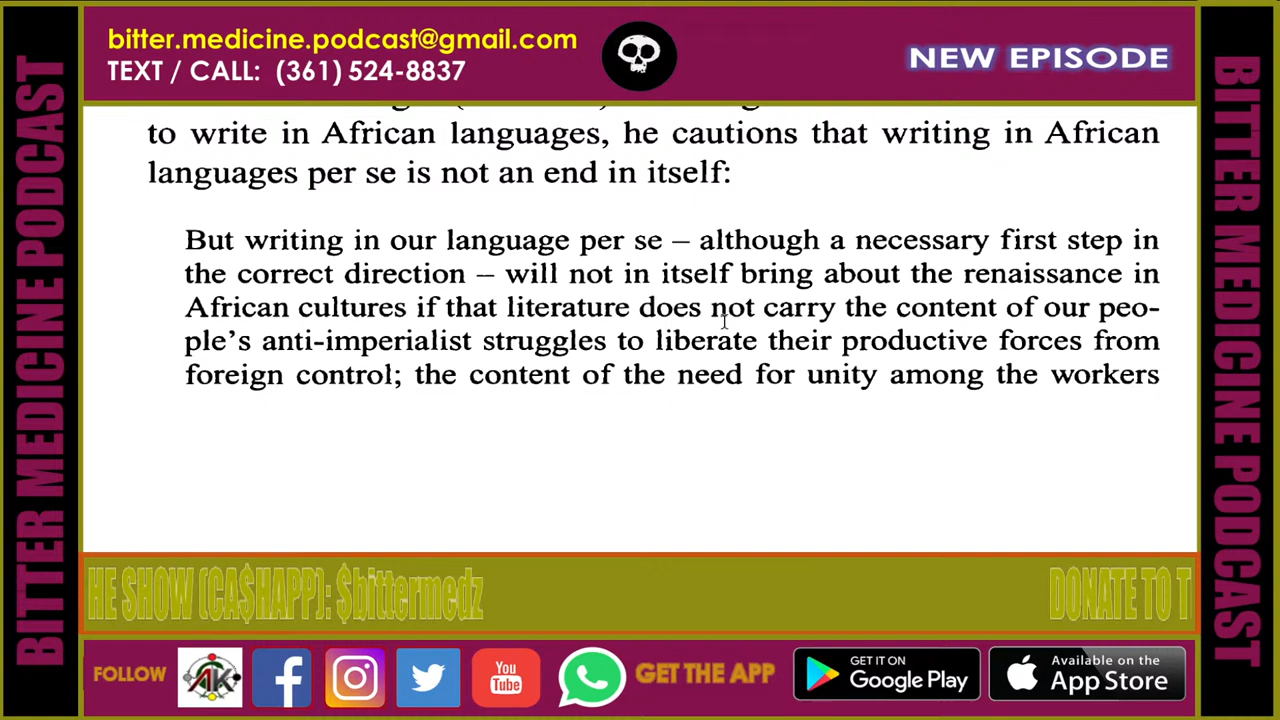 bitter.medicine.podcast@gmail.com
TEXT / CALL: (361) 524-8837
NEW EPISODE
BITTER MEDICINE PODCAST
to write in African languages, he cautions that writing in African
languages per se is not an end in itself:
But writing in our language per se – although a necessary first step in
the correct direction – will not in itself bring about the renaissance in
African cultures if that literature does not carry the content of our peo-
ple's anti-imperialist struggles to liberate their productive forces from
foreign control; the content of the need for unity among the workers
BITTER MEDICINE PODCAST
HE SHOW (CA$HAPP): $bittermedz
DONATE TO T
FOLLOW
ATK
f
You
Tube
GET THE APP
GET IT ON
Google Play
Available on the
App Store